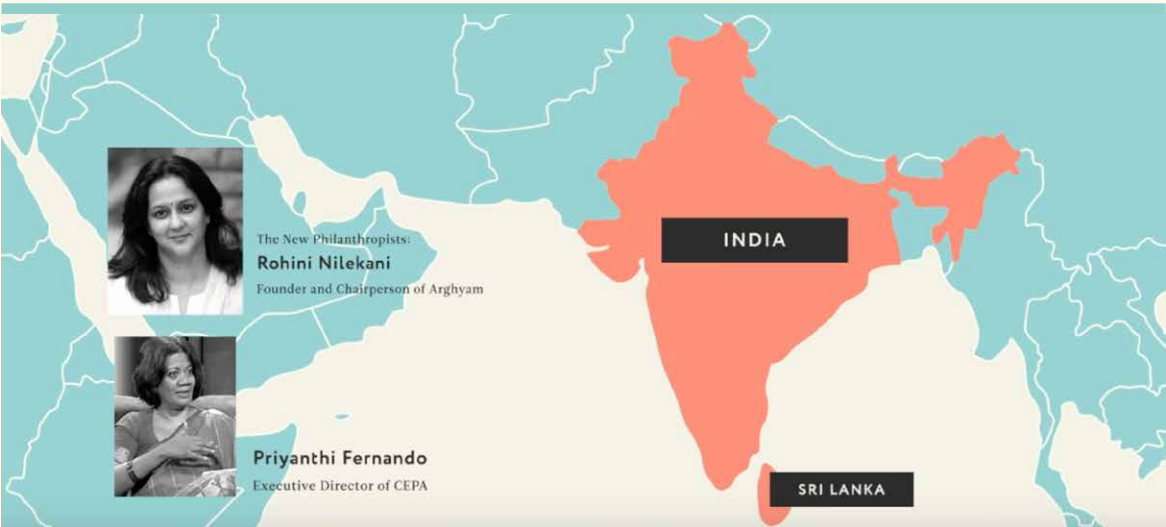 The New Philanthropists:
Rohini Nilekani
Founder and Chairperson of Arghyam
INDIA
Priyanthi Fernando
Executive Director of CEPA
SRI LANKA